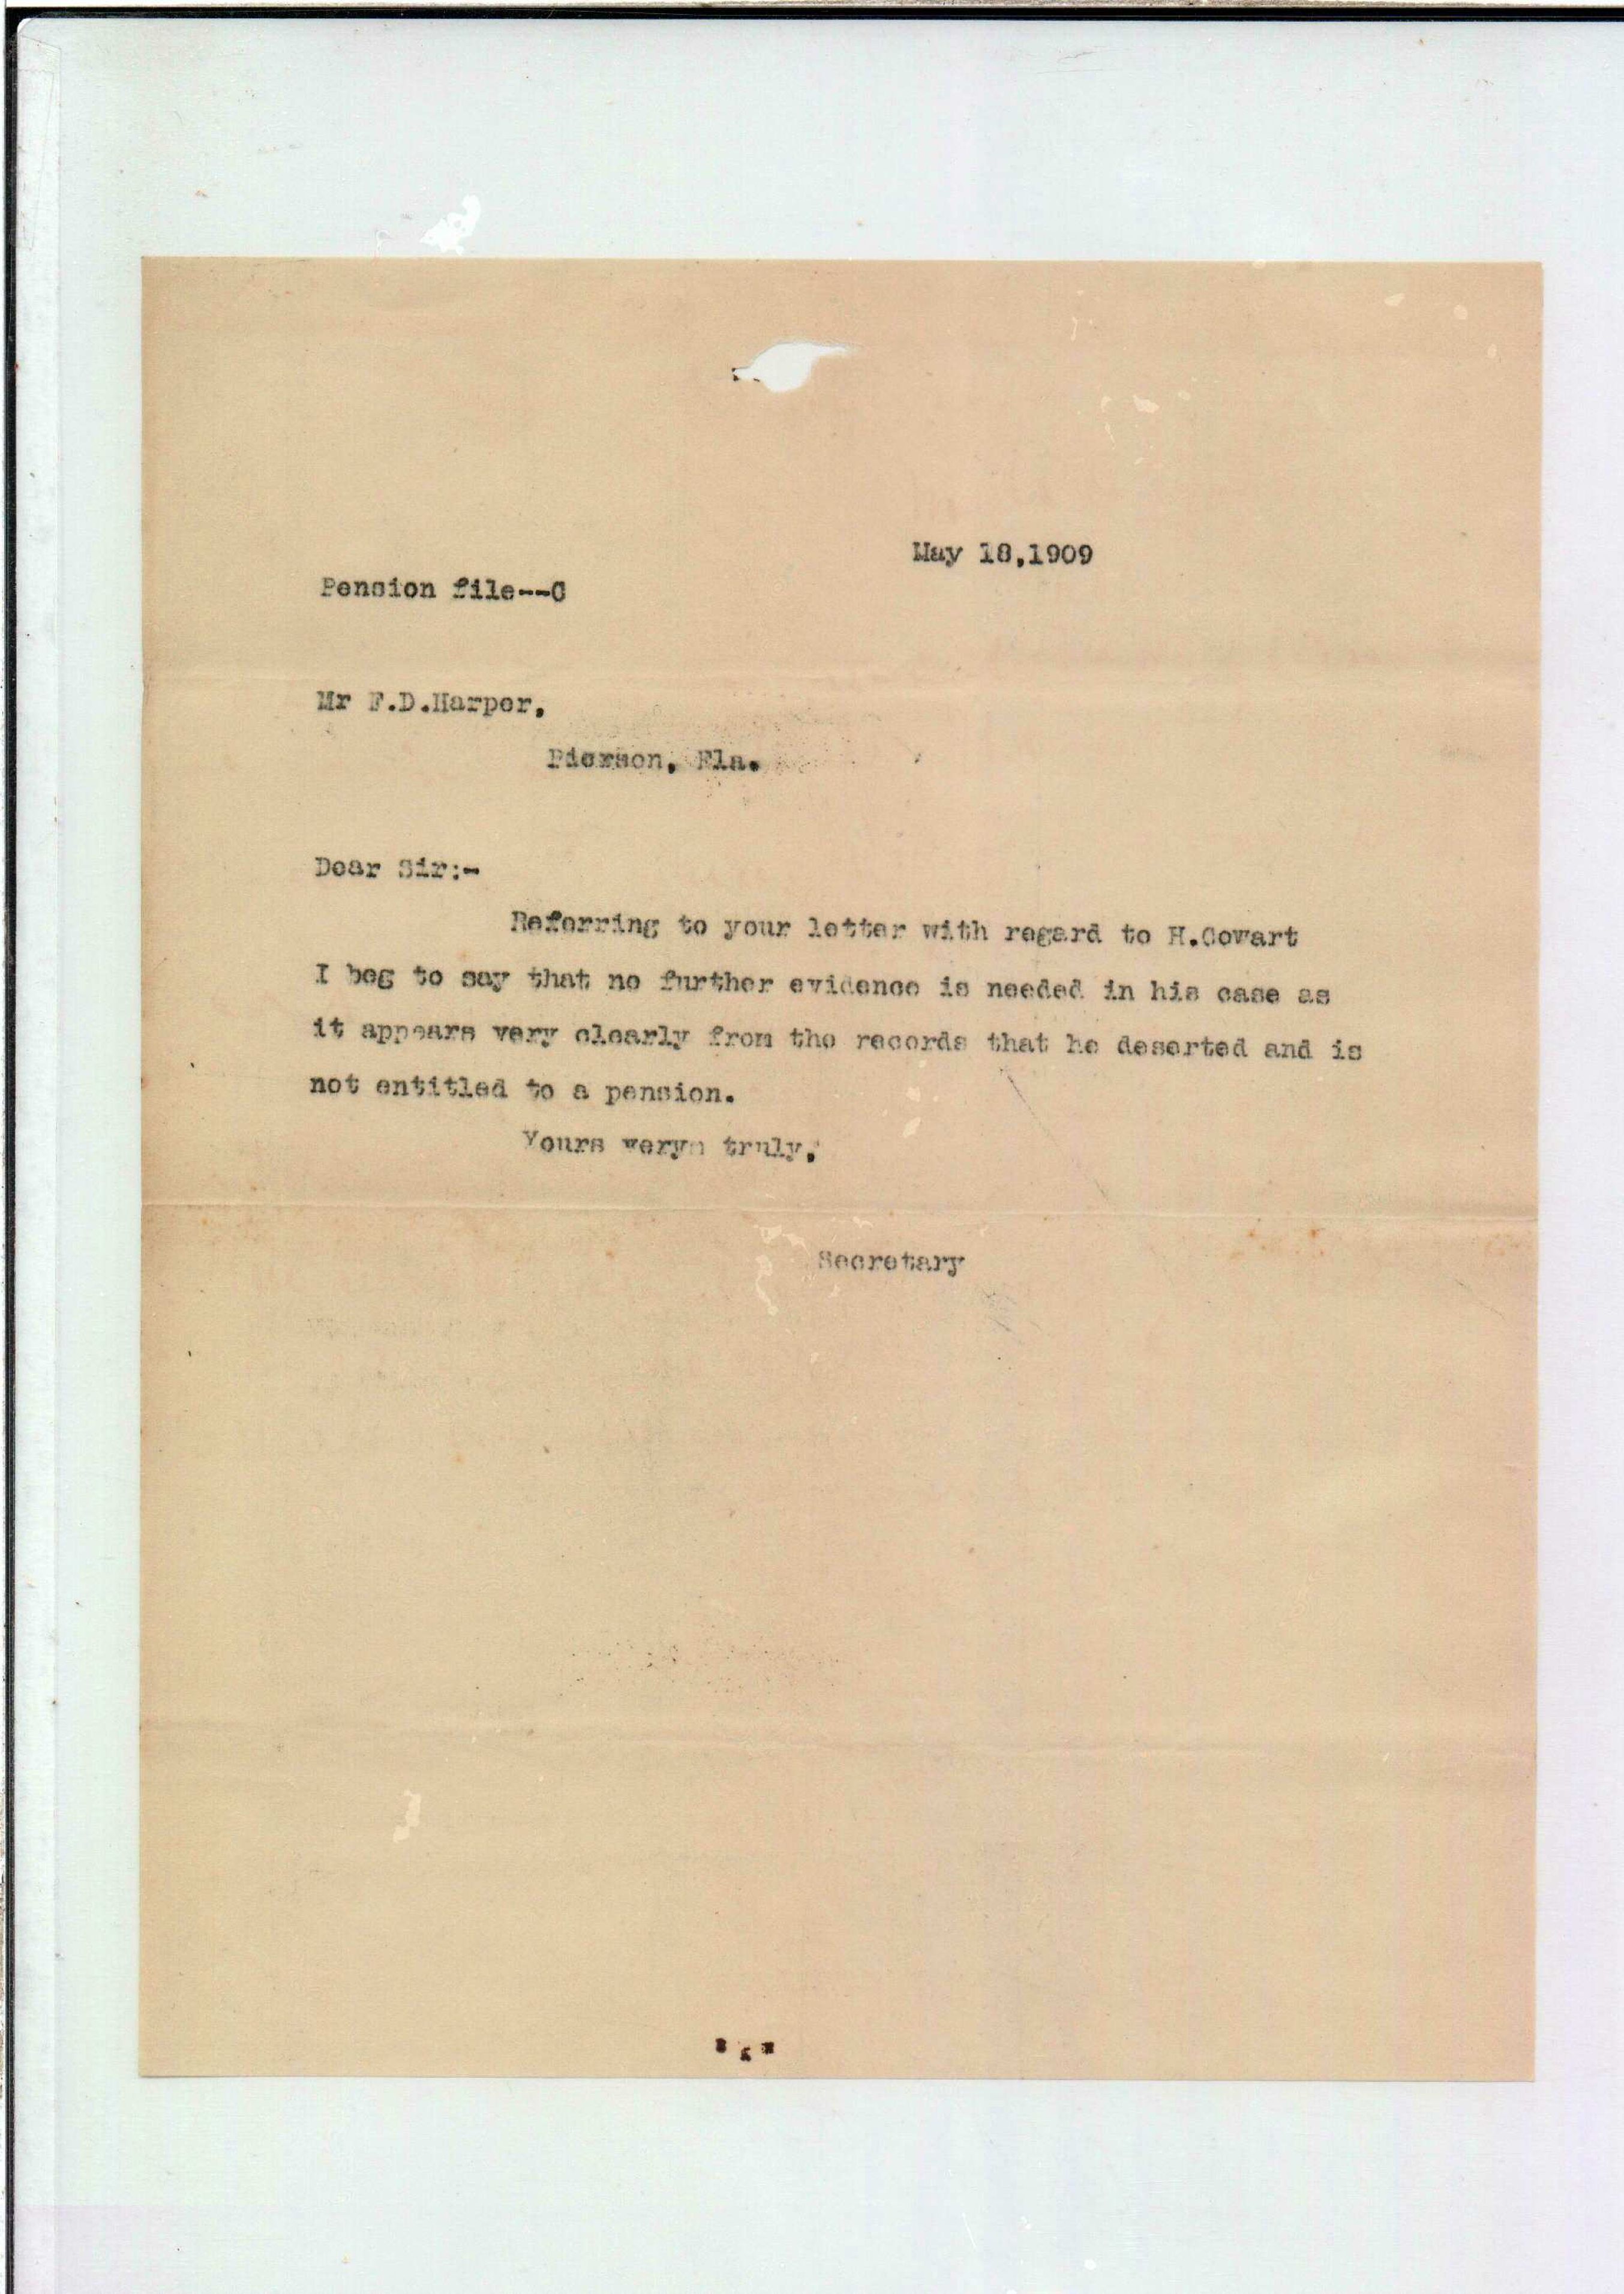 May 18,1909
Pension file--C
Mr F.D.Harper,
Pierson, Fla.
Dear Sir:-
Referring to your letter with regard to H.Cowart
I beg to say that no further evidence is needed in his case as
it appears very clearly from the records that he deserted and is
not entitled to a pension.
Yours very truly,
Secretary